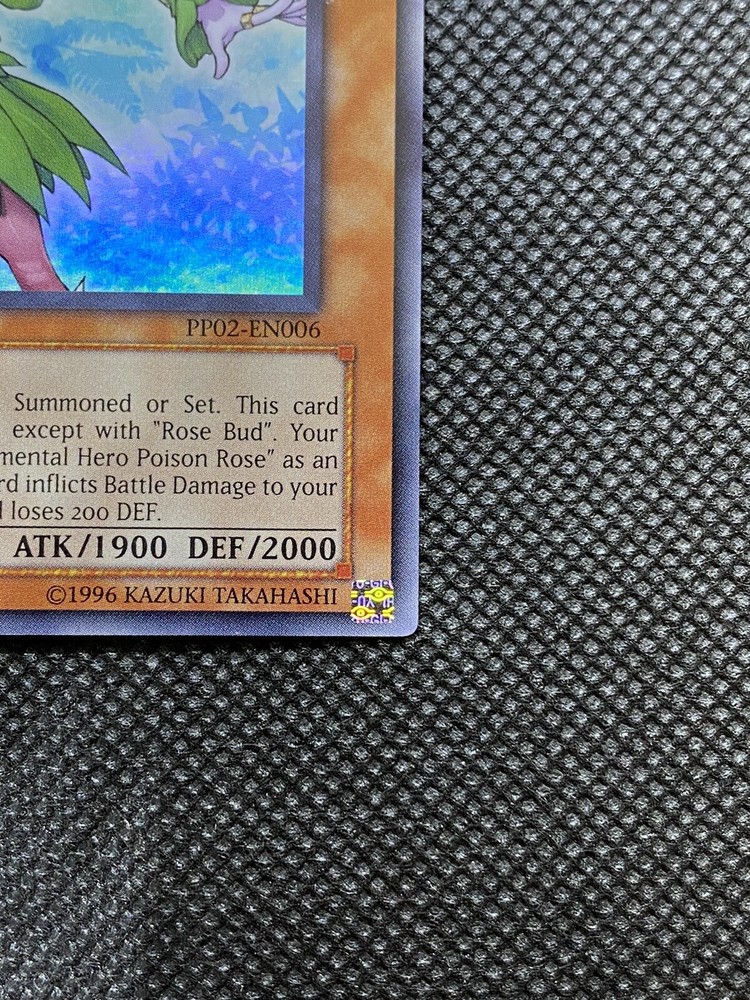 PP02-EN006
Summoned or Set. This card
except with "Rose Bud". Your
mental Hero Poison Rose" as an
rd inflicts Battle Damage to your
loses 200 DEF.
ATK/1900 DEF/2000
©1996 KAZUKI TAKAHASHI